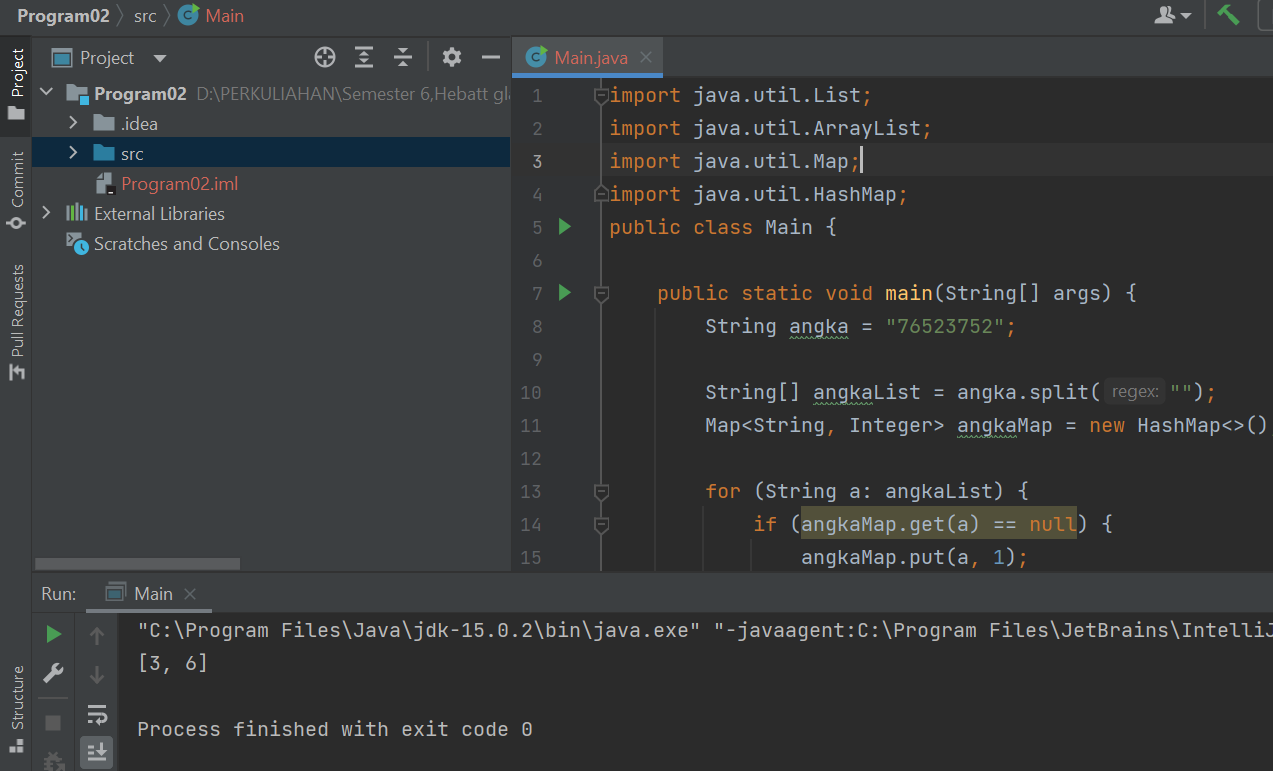 Program02 src Main
Project
Main.java
Program02 D:\PERKULIAHAN\Semester 6,Hebatt gl
.idea
src
Program02.iml
External Libraries
Scratches and Consoles
Project
Commit
Pull Requests
Structure
1 import java.util.List;
2 import java.util.ArrayList;
3 import java.util.Map;
4 import java.util.HashMap;
5 public class Main {
6
7 public static void main(String[] args) {
8 String angka = "76523752";
9
10 String[] angkaList = angka.split( regex: "");
11 Map<String, Integer> angkaMap = new HashMap<>()
12
13 for (String a: angkaList) {
14 if (angkaMap.get(a) == null) {
15 angkaMap.put(a, 1);
Run: Main
"C:\Program Files\Java\jdk-15.0.2\bin\java.exe" "-javaagent:C:\Program Files\JetBrains\IntelliJ
[3, 6]
Process finished with exit code 0